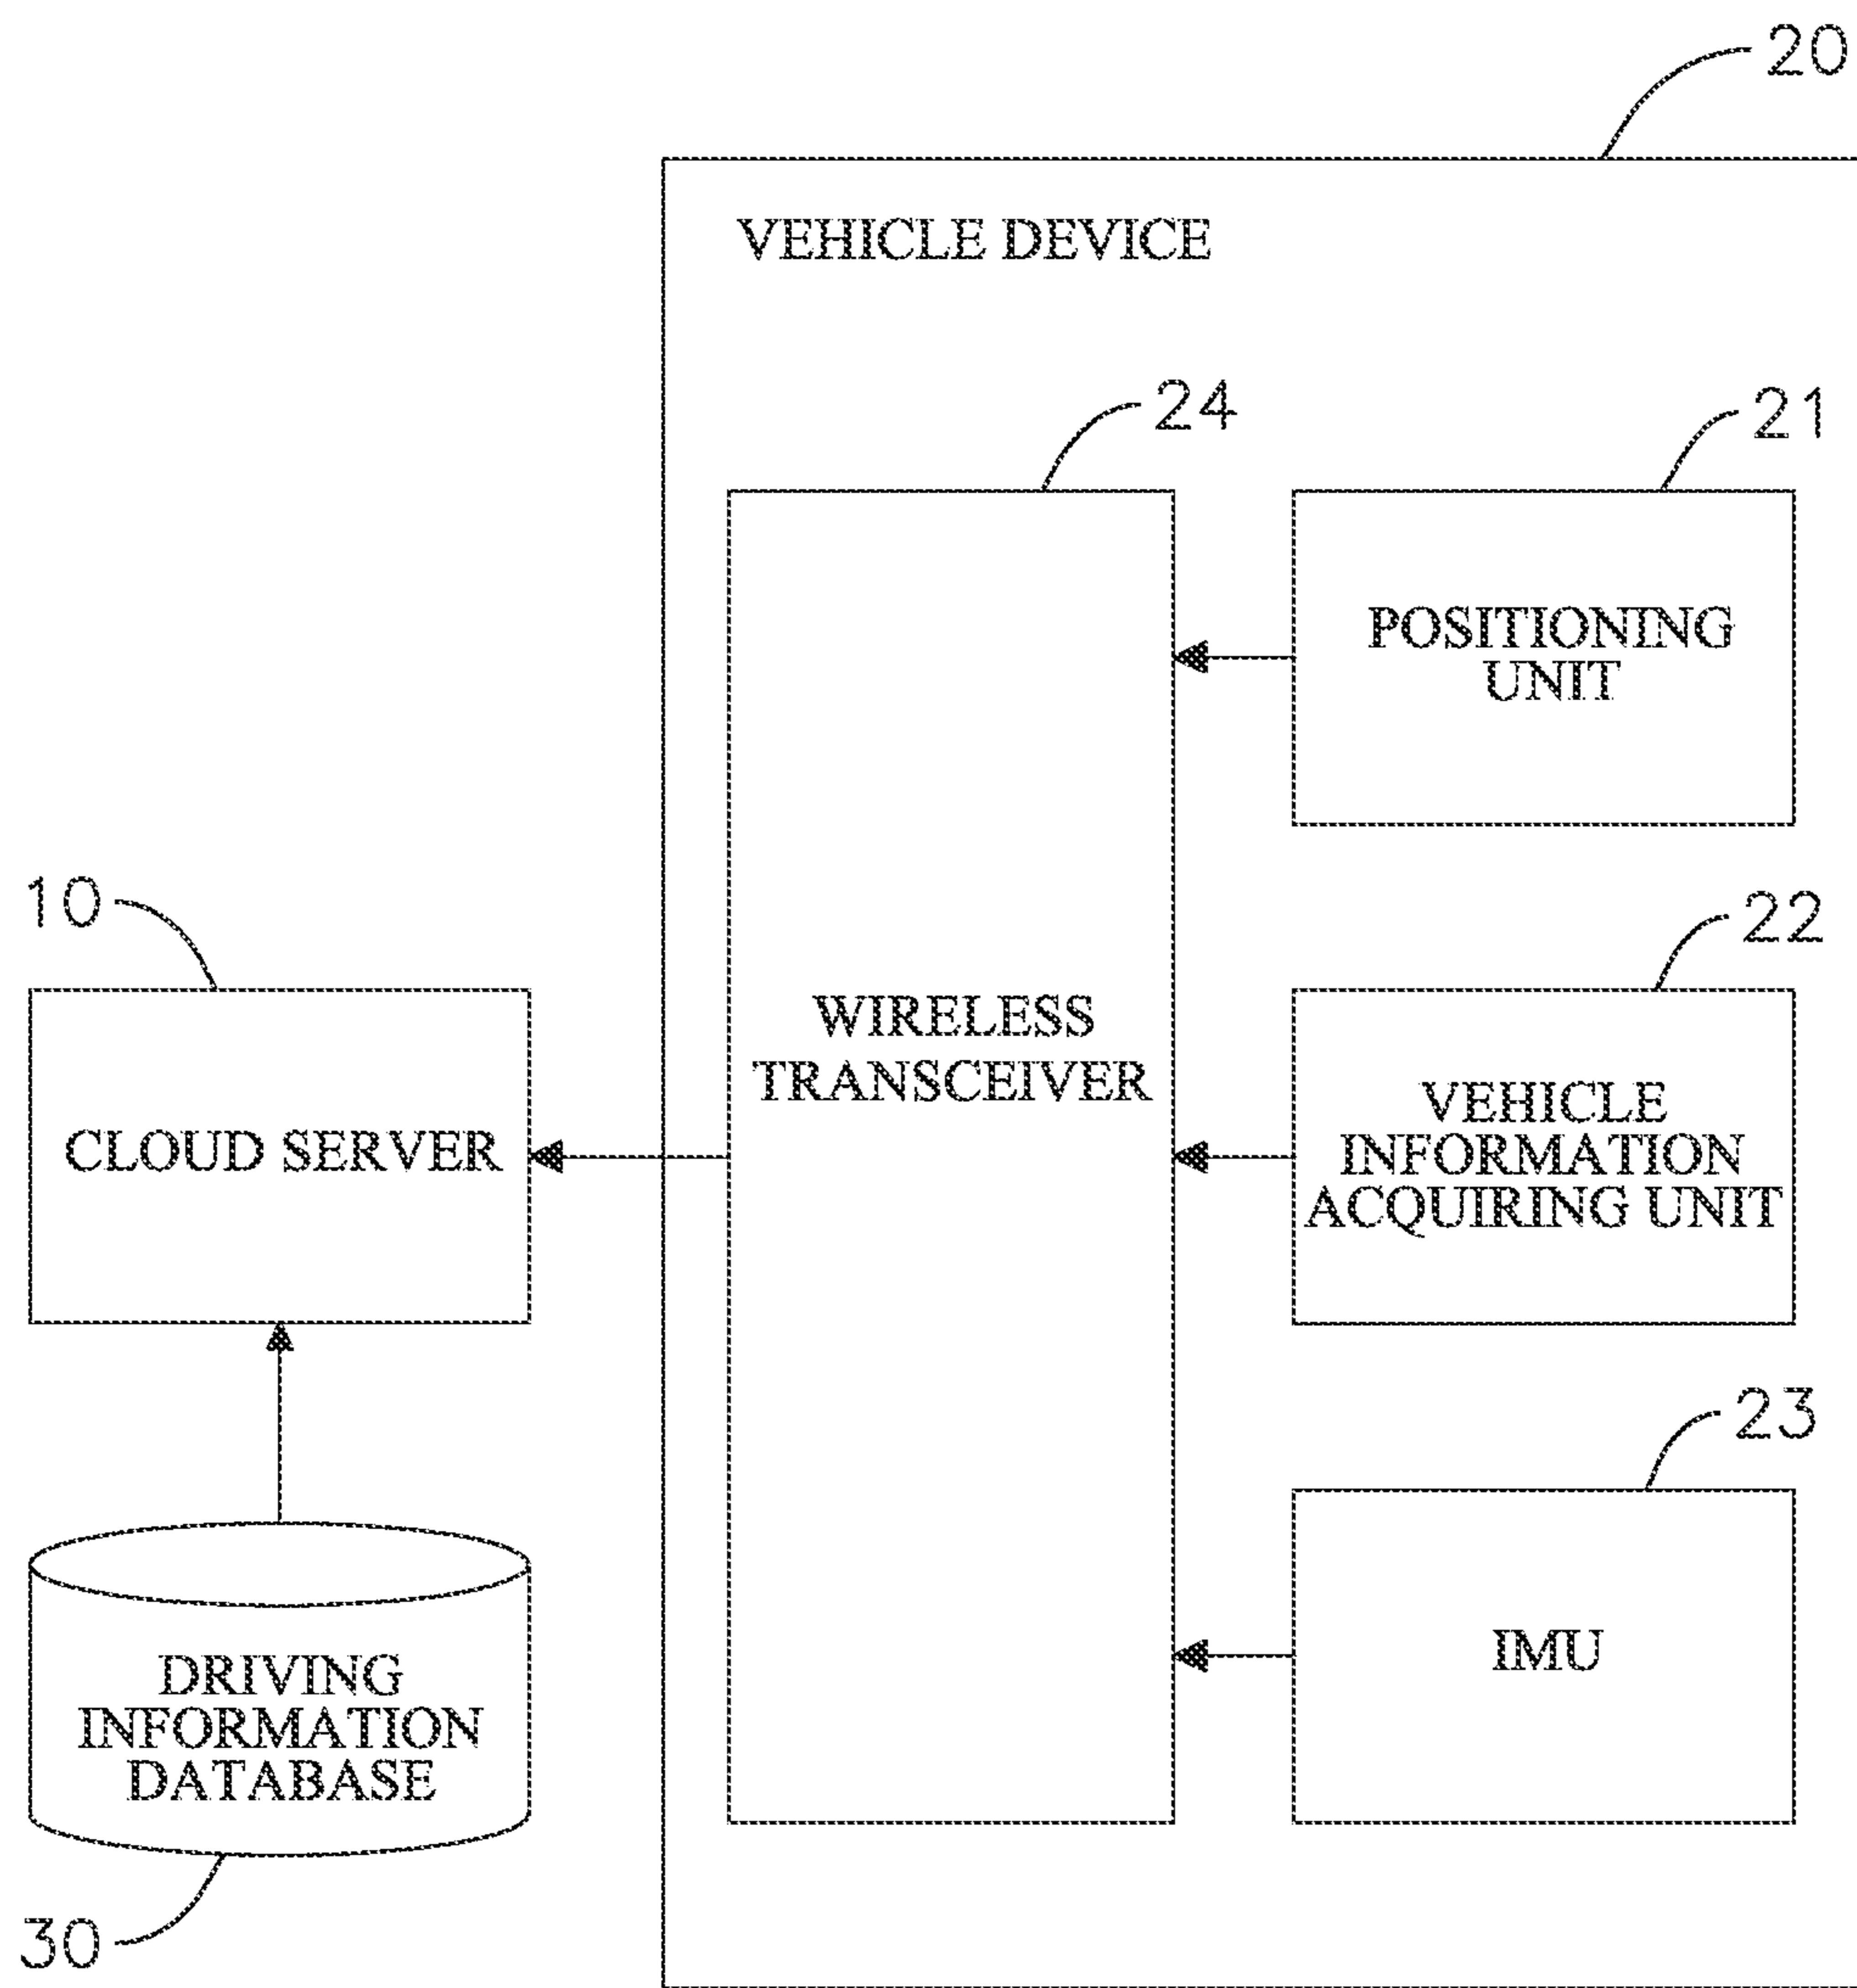 20
VEHICLE DEVICE
24
21
POSITIONING
UNIT
10
22
WIRELESS
TRANSCEIVER
VEHICLE
INFORMATION
ACQUIRING UNIT
CLOUD SERVER
23
IMU
DRIVING
INFORMATION
DATABASE
30